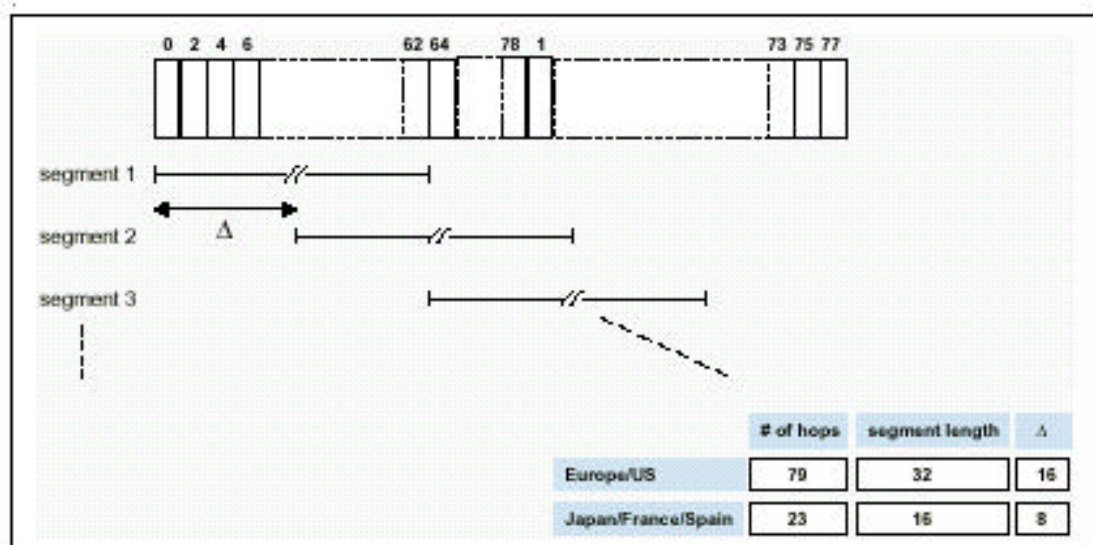 0 2 4 6 62 64 78 1 73 75 77
segment 1
Δ
segment 2
segment 3
# of hops segment length Δ
Europe/US 79 32 16
Japan/France/Spain 23 16 8